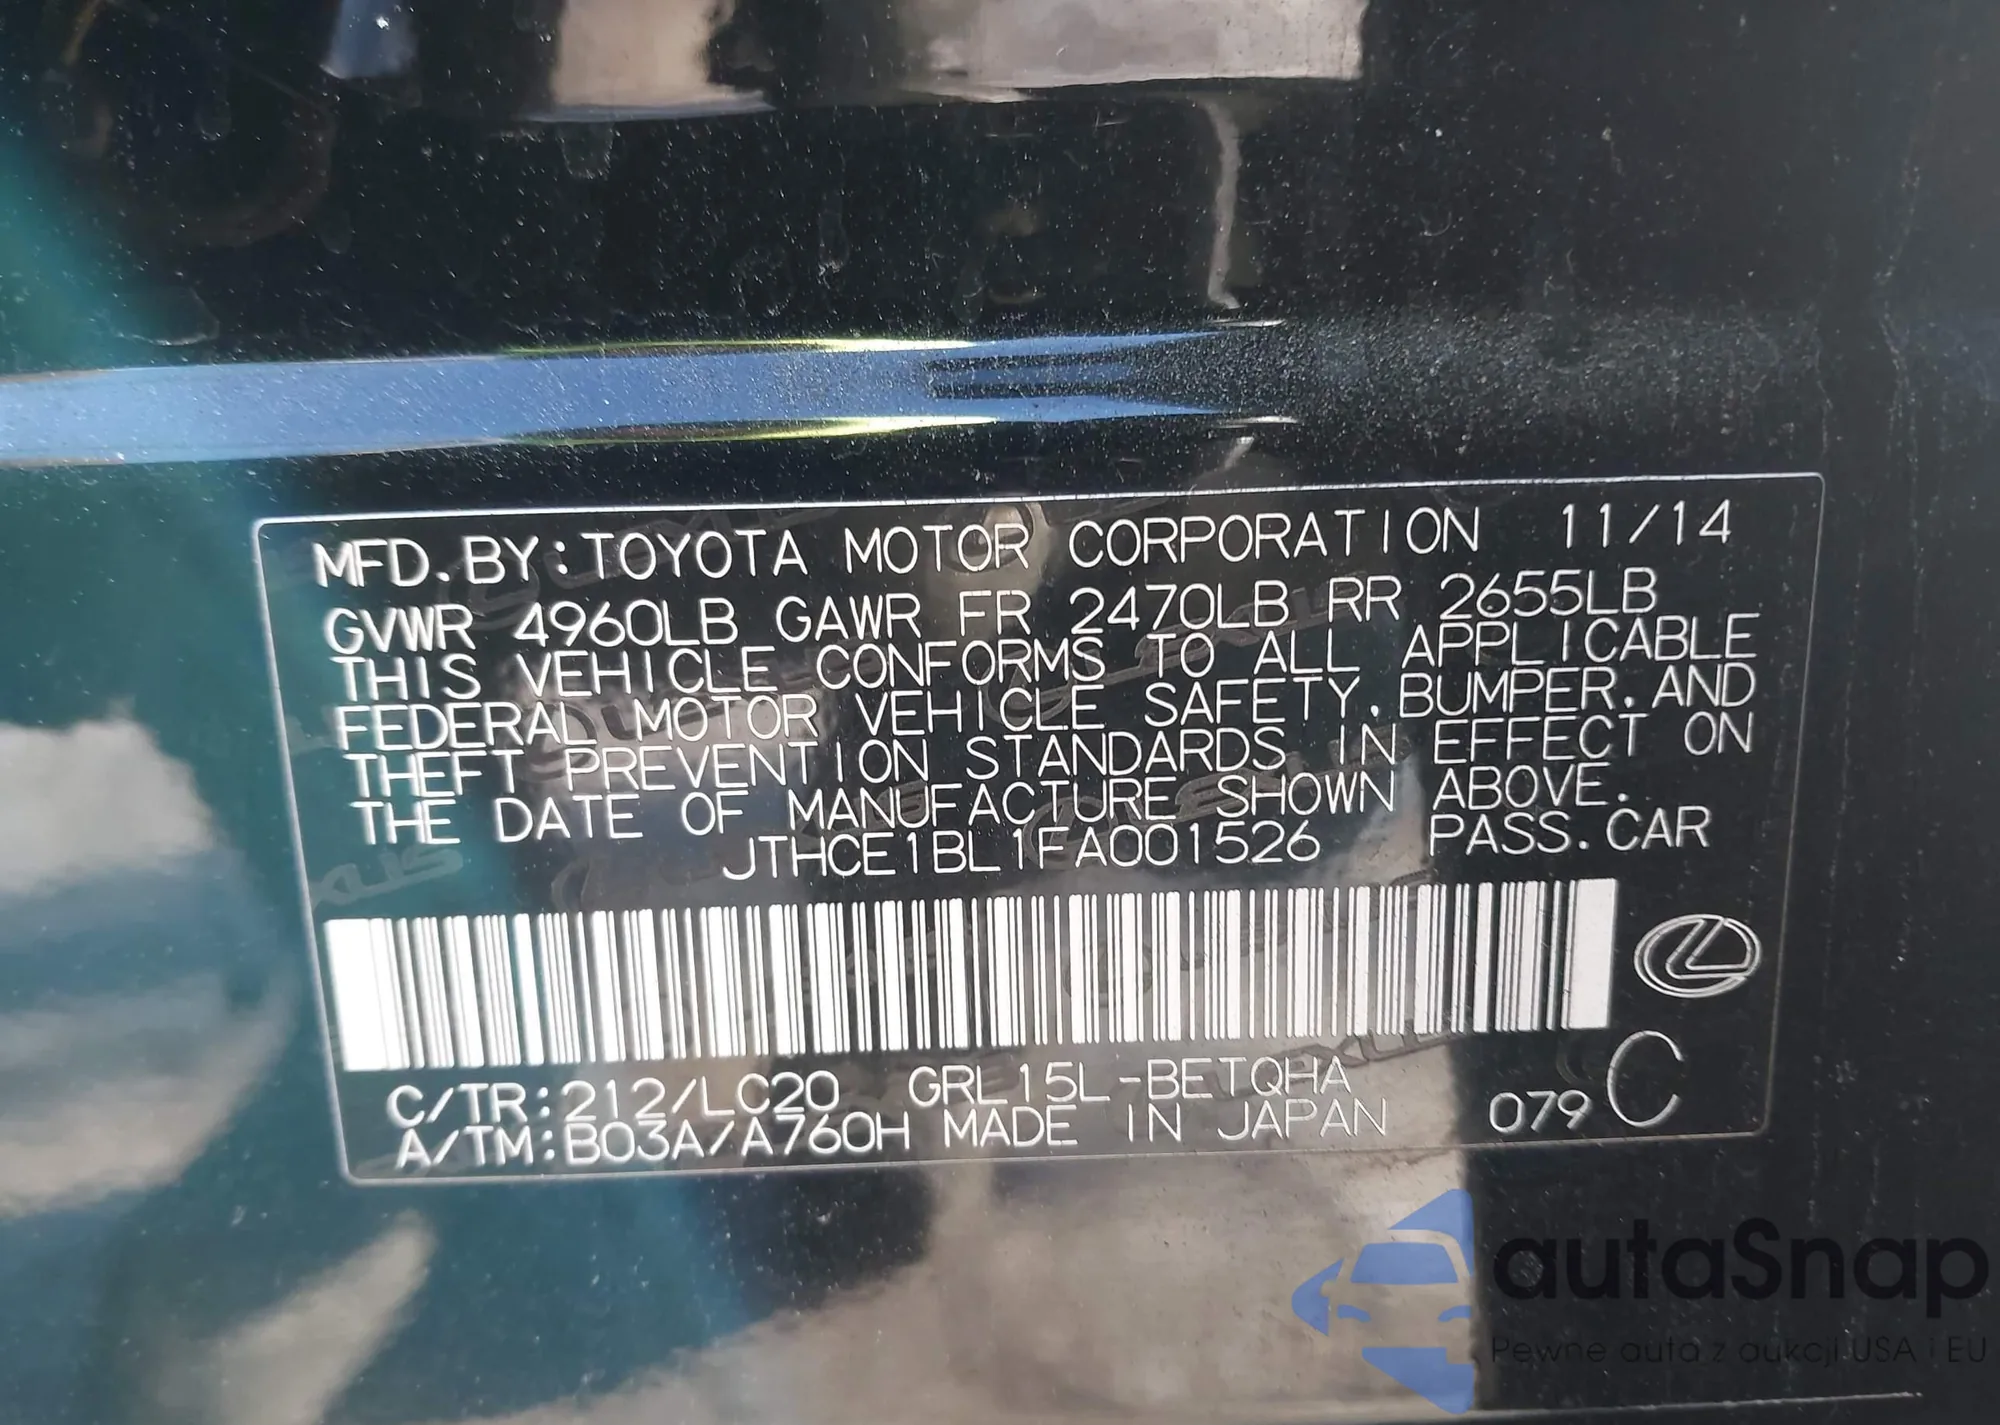 MFD.BY:TOYOTA MOTOR CORPORATION 11/14
GVWR 4960LB GAWR FR 2470LB RR 2655LB
THIS VEHICLE CONFORMS TO ALL APPLICABLE
FEDERAL MOTOR VEHICLE SAFETY,BUMPER,AND
THEFT PREVENTION STANDARDS IN EFFECT ON
THE DATE OF MANUFACTURE SHOWN ABOVE.
JTHCE1BL1FA001526 PASS.CAR
C/TR:212/LC20 GRL15L-BETQHA
A/TM:B03A/A760H MADE IN JAPAN 079 C
autaSnap
Pewne auta z aukcji USA i EU